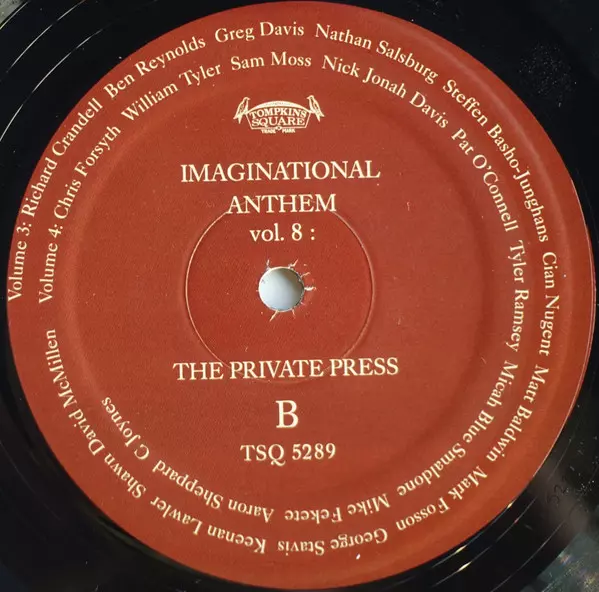 Volume 3: Richard Crandell Ben Reynolds Greg Davis Nathan Salsburg Steffen Basho-Junghans Cian Nugent Matt Baldwin Mark Fosson George Stavis Keenan Lawler Shawn David McMillen
Volume 4: Chris Forsyth William Tyler Sam Moss Nick Jonah Davis Pat O'Connell Tyler Ramsey Micah Blue Smaldone Mike Fekete Aaron Sheppard C Joynes
TOMPKINS
SQUARE
TRADE MARK
IMAGINATIONAL
ANTHEM
vol. 8 :
THE PRIVATE PRESS
B
TSQ 5289